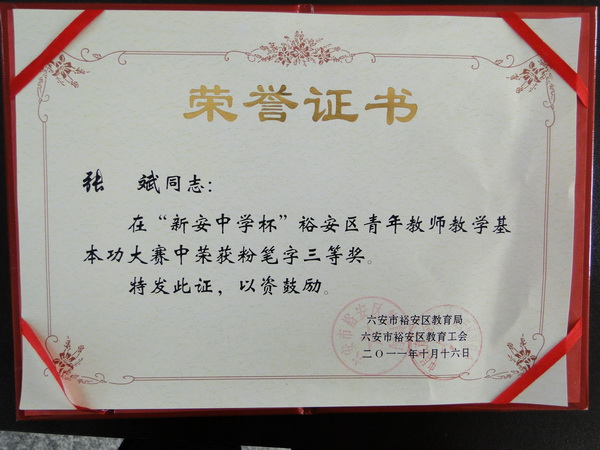 荣誉证书
张 斌同志：
在“新安中学杯”裕安区青年教师教学基
本功大赛中荣获粉笔字三等奖。
特发此证，以资鼓励。
六安市裕安区教育局
六安市裕安区教育工会
二〇一一年十月十六日